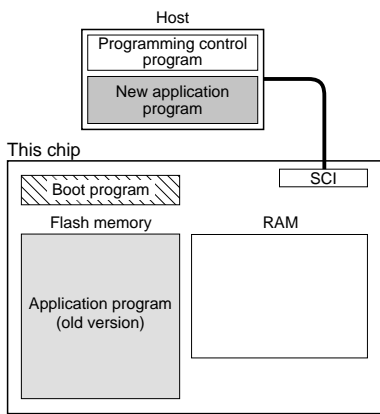 Host
Programming control
program
New application
program
This chip
SCI
Boot program
Flash memory
RAM
Application program
(old version)